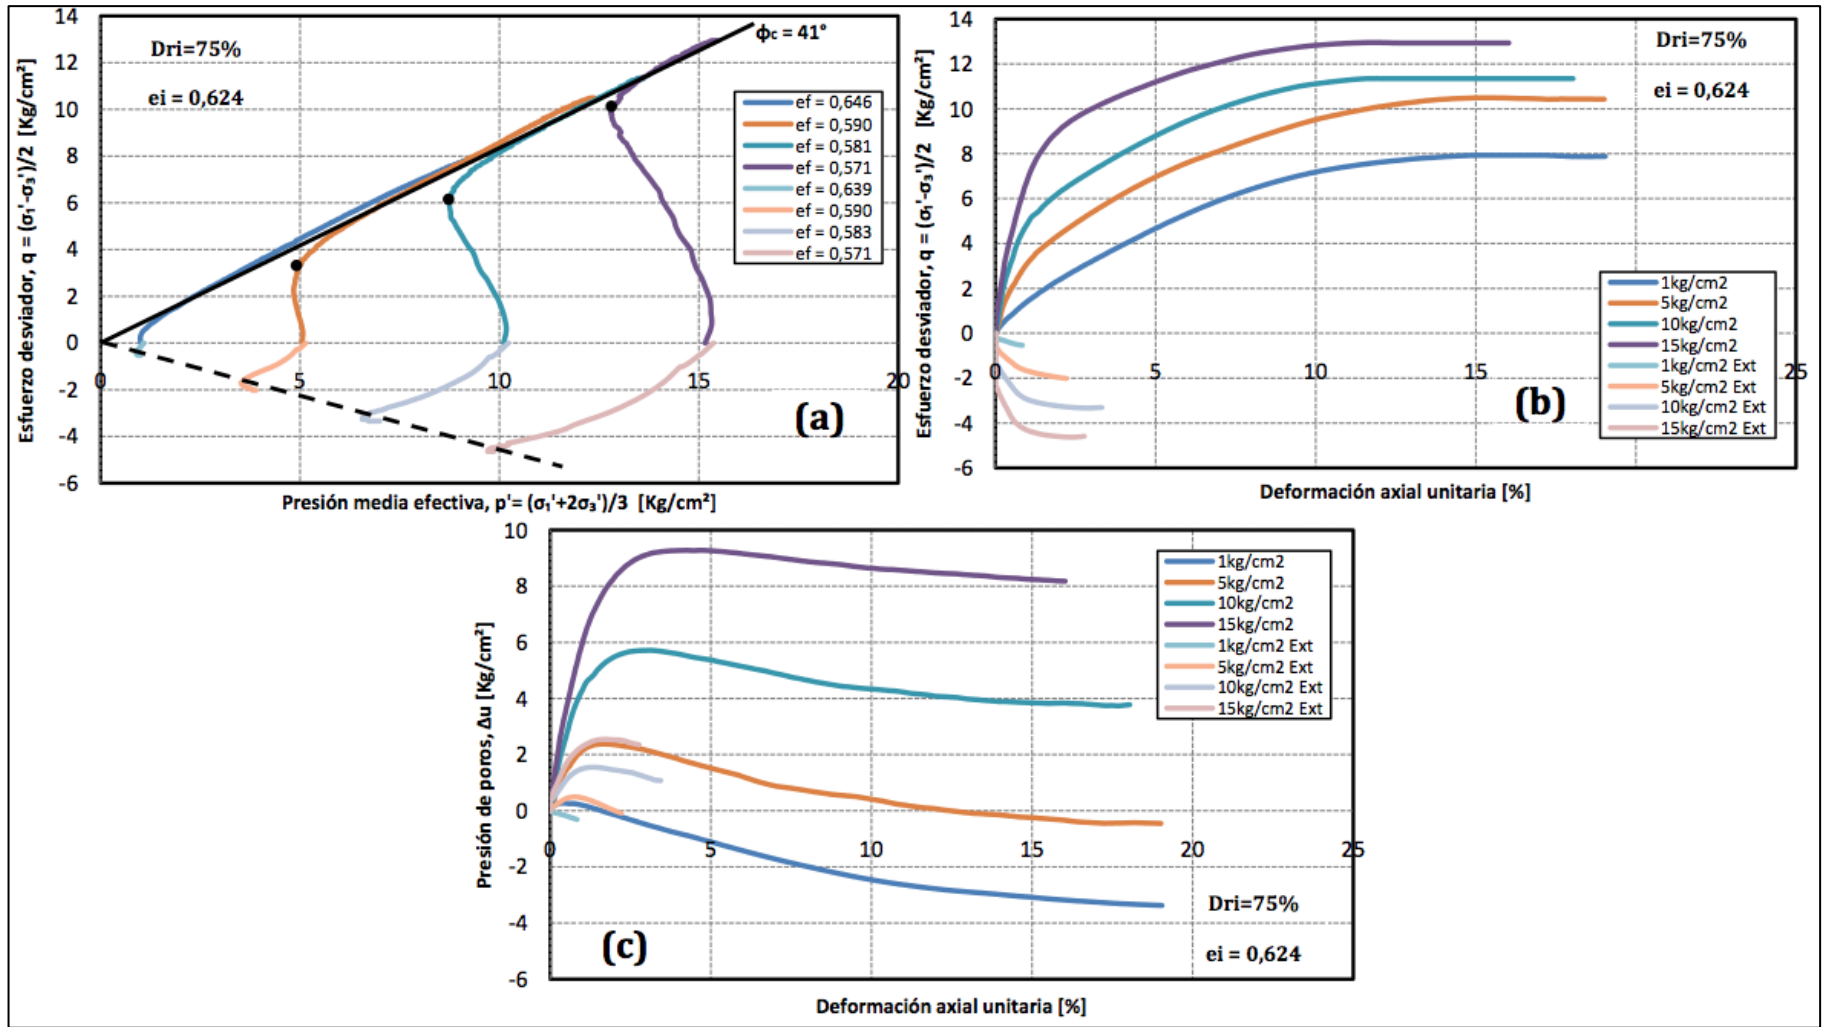 Esfuerzo desviador, q = (σ₁'-σ₃')/2 [Kg/cm²]
14
12
10
8
6
4
2
0
-2
-4
-6
0
5
10
15
20
Dri=75%
ei = 0,624
ϕc = 41°
ef = 0,646
ef = 0,590
ef = 0,581
ef = 0,571
ef = 0,639
ef = 0,590
ef = 0,583
ef = 0,571
(a)
Presión media efectiva, p'= (σ₁'+2σ₃')/3 [Kg/cm²]
Esfuerzo desviador, q = (σ₁'-σ₃')/2 [Kg/cm²]
14
12
10
8
6
4
2
0
-2
-4
-6
0
5
10
15
20
25
Dri=75%
ei = 0,624
1kg/cm2
5kg/cm2
10kg/cm2
15kg/cm2
1kg/cm2 Ext
5kg/cm2 Ext
10kg/cm2 Ext
15kg/cm2 Ext
(b)
Deformación axial unitaria [%]
Presión de poros, Δu [Kg/cm²]
10
8
6
4
2
0
-2
-4
-6
0
5
10
15
20
25
1kg/cm2
5kg/cm2
10kg/cm2
15kg/cm2
1kg/cm2 Ext
5kg/cm2 Ext
10kg/cm2 Ext
15kg/cm2 Ext
Dri=75%
ei = 0,624
(c)
Deformación axial unitaria [%]